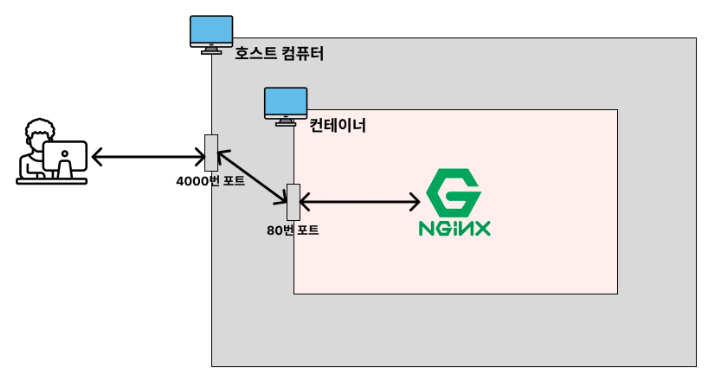 호스트 컴퓨터
컨테이너
4000번 포트
80번 포트
NGiNX